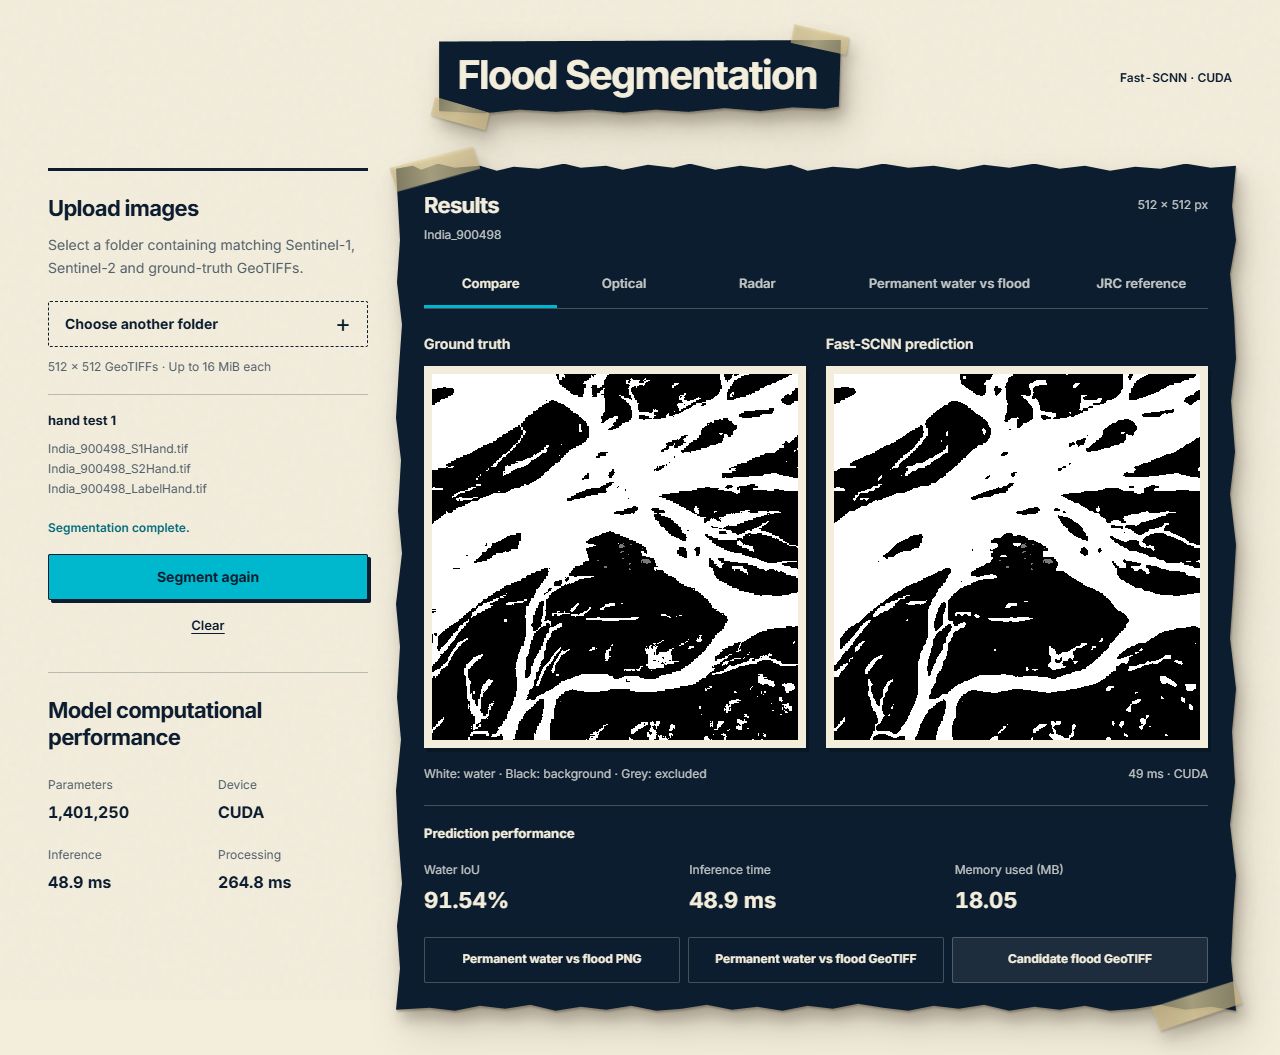 Flood Segmentation
Fast-SCNN · CUDA
Upload images
Select a folder containing matching Sentinel-1,
Sentinel-2 and ground-truth GeoTIFFs.
Choose another folder +
512 × 512 GeoTIFFs · Up to 16 MiB each
hand test 1
India_900498_S1Hand.tif
India_900498_S2Hand.tif
India_900498_LabelHand.tif
Segmentation complete.
Segment again
Clear
Model computational
performance
Parameters Device
1,401,250 CUDA
Inference Processing
48.9 ms 264.8 ms
Results 512 × 512 px
India_900498
Compare Optical Radar Permanent water vs flood JRC reference
Ground truth Fast-SCNN prediction
White: water · Black: background · Grey: excluded 49 ms · CUDA
Prediction performance
Water IoU Inference time Memory used (MB)
91.54% 48.9 ms 18.05
Permanent water vs flood PNG Permanent water vs flood GeoTIFF Candidate flood GeoTIFF